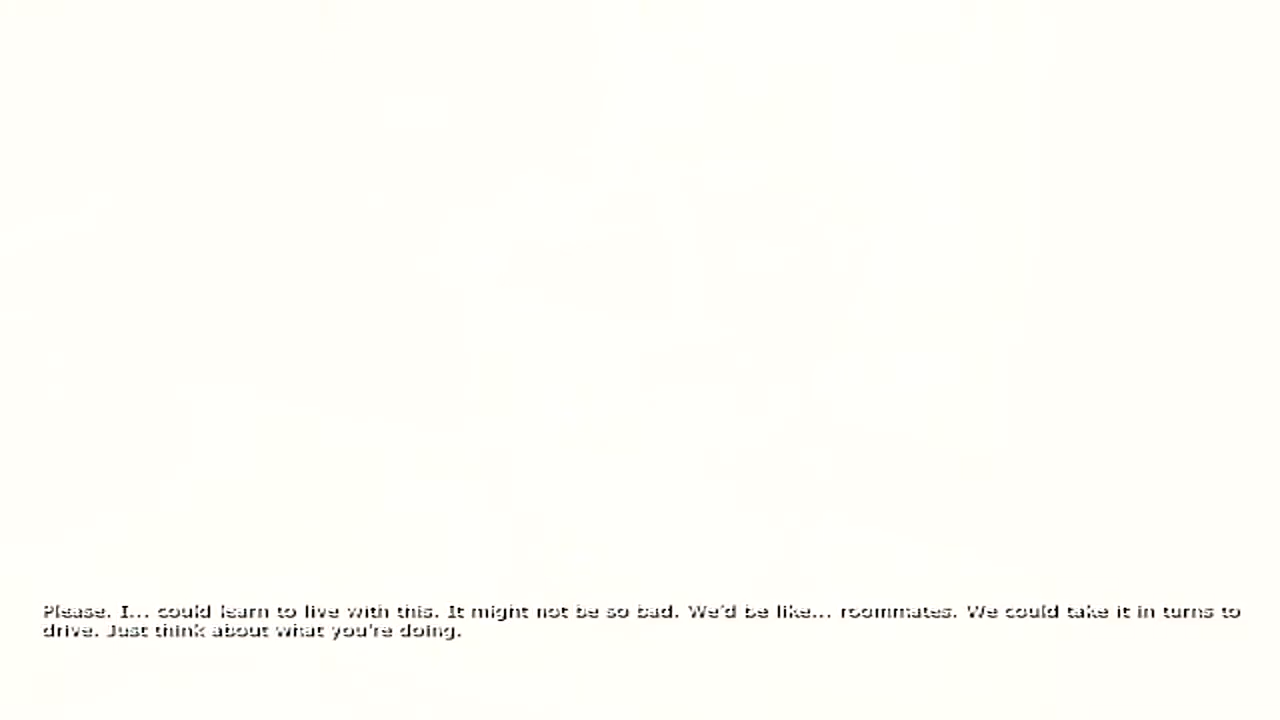 Please. I... could learn to live with this. It might not be so bad. We'd be like... roommates. We could take it in turns to
drive. Just think about what you're doing.